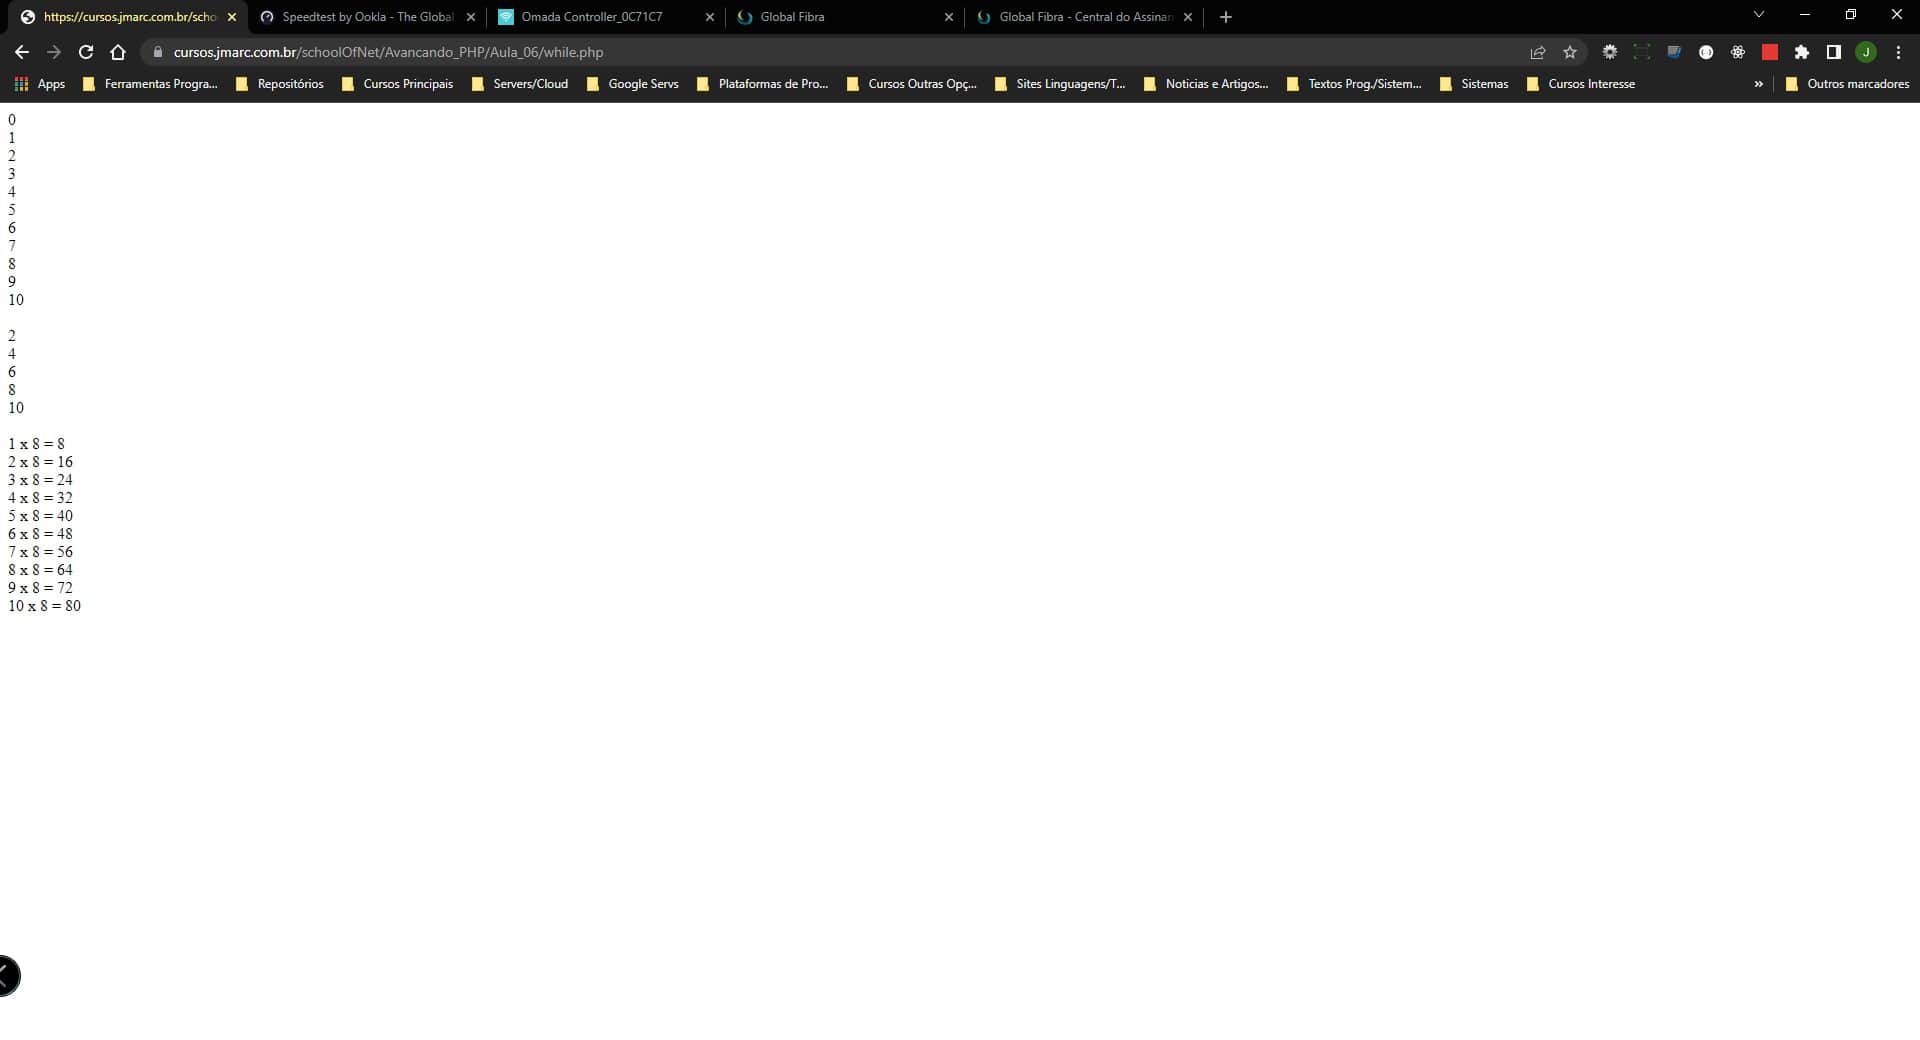 https://cursos.jmarc.com.br/scho
Speedtest by Ookla - The Global
Omada Controller_0C71C7
Global Fibra
Global Fibra - Central do Assinan
cursos.jmarc.com.br/schoolOfNet/Avancando_PHP/Aula_06/while.php
J
Apps
Ferramentas Progra...
Repositórios
Cursos Principais
Servers/Cloud
Google Servs
Plataformas de Pro...
Cursos Outras Opç...
Sites Linguagens/T...
Noticias e Artigos...
Textos Prog./Sistem...
Sistemas
Cursos Interesse
»
Outros marcadores
0
1
2
3
4
5
6
7
8
9
10
2
4
6
8
10
1 x 8 = 8
2 x 8 = 16
3 x 8 = 24
4 x 8 = 32
5 x 8 = 40
6 x 8 = 48
7 x 8 = 56
8 x 8 = 64
9 x 8 = 72
10 x 8 = 80